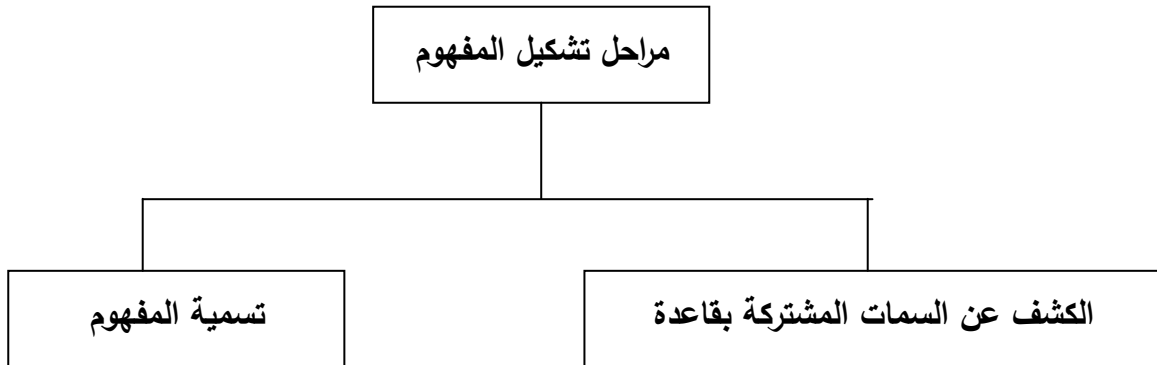 مراحل تشكيل المفهوم
الكشف عن السمات المشتركة بقاعدة
تسمية المفهوم